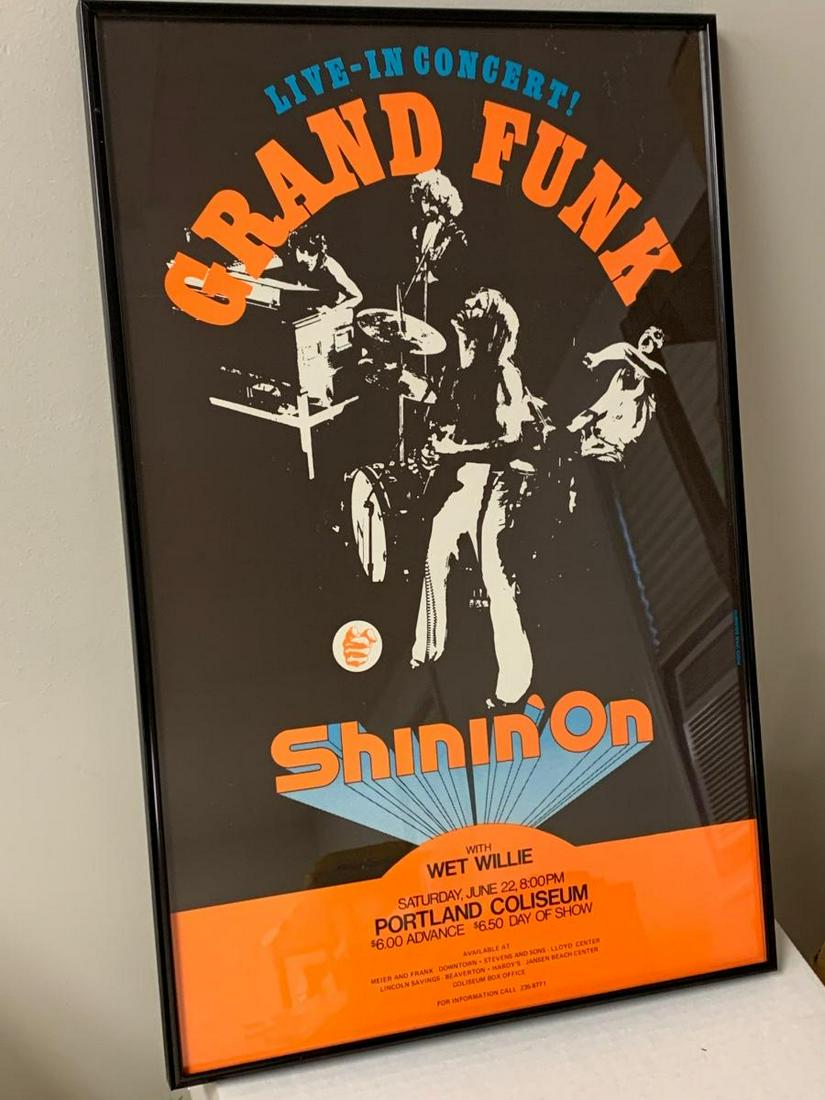 LIVE-IN CONCERT!
GRAND FUNK
Shinin' On
WITH
WET WILLIE
SATURDAY, JUNE 22, 8:00PM
PORTLAND COLISEUM
$6.00 ADVANCE $6.50 DAY OF SHOW
AVAILABLE AT
MEIER AND FRANK · DOWNTOWN · STEVENS AND SONS · LLOYD CENTER
LINCOLN SAVINGS · BEAVERTON · HARDY'S · JANSEN BEACH CENTER
COLISEUM BOX OFFICE
FOR INFORMATION CALL 235-8771